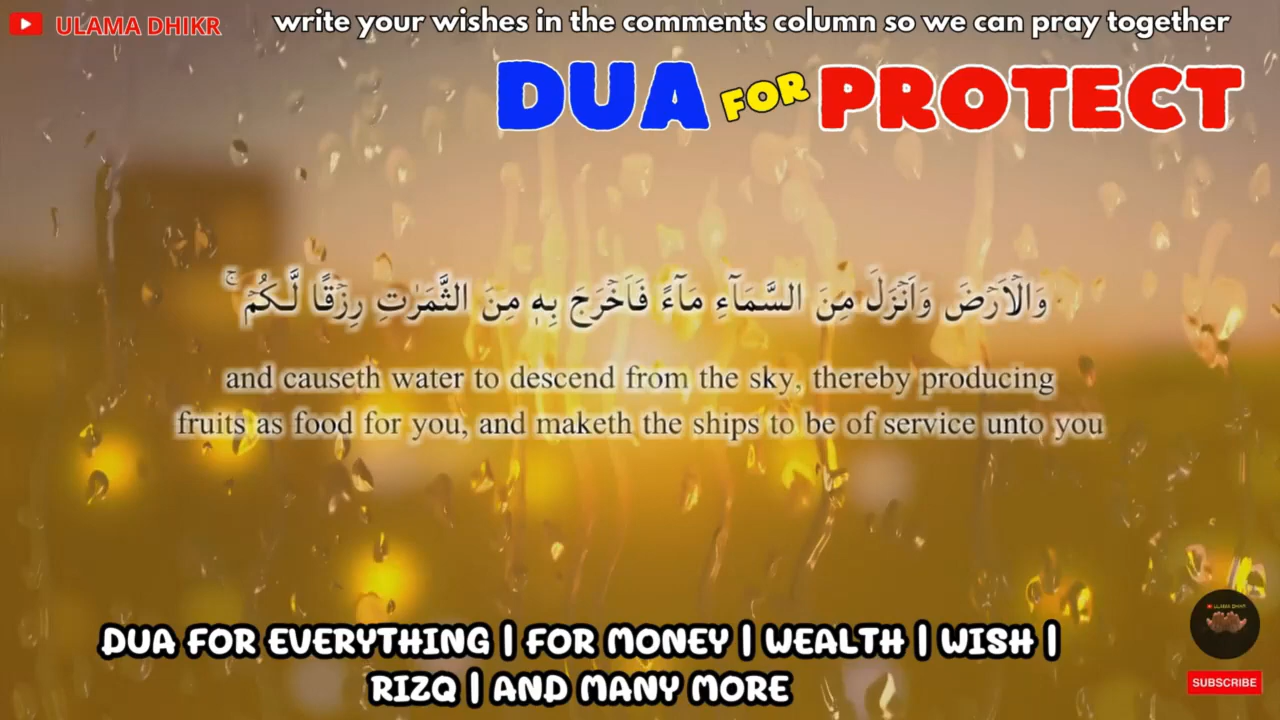 ULAMA DHIKR
write your wishes in the comments column so we can pray together
DUA FOR PROTECT
وَالْاَرْضَ وَاَنْزَلَ مِنَ السَّمَآءِ مَآءً فَاَخْرَجَ بِهٖ مِنَ الثَّمَرٰتِ رِزْقًا لَّـكُمْ ۚ
and causeth water to descend from the sky, thereby producing
fruits as food for you, and maketh the ships to be of service unto you
DUA FOR EVERYTHING | FOR MONEY | WEALTH | WISH |
RIZQ | AND MANY MORE
ULAMA DHIKR
SUBSCRIBE